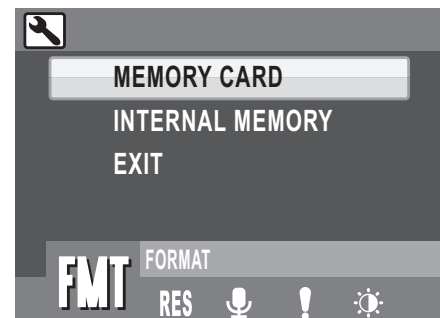 MEMORY CARD
INTERNAL MEMORY
EXIT
FORMAT
FMT
RES
!